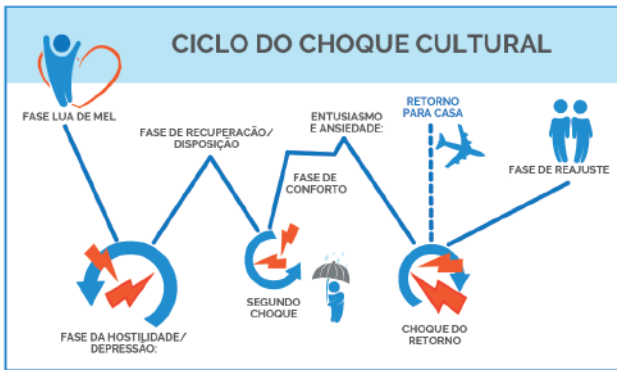 CICLO DO CHOQUE CULTURAL
FASE LUA DE MEL
FASE DE RECUPERAÇÃO/
DISPOSIÇÃO
ENTUSIASMO
E ANSIEDADE:
RETORNO
PARA CASA
FASE DE
CONFORTO
FASE DE REAJUSTE
SEGUNDO
CHOQUE
CHOQUE DO
RETORNO
FASE DA HOSTILIDADE/
DEPRESSÃO: